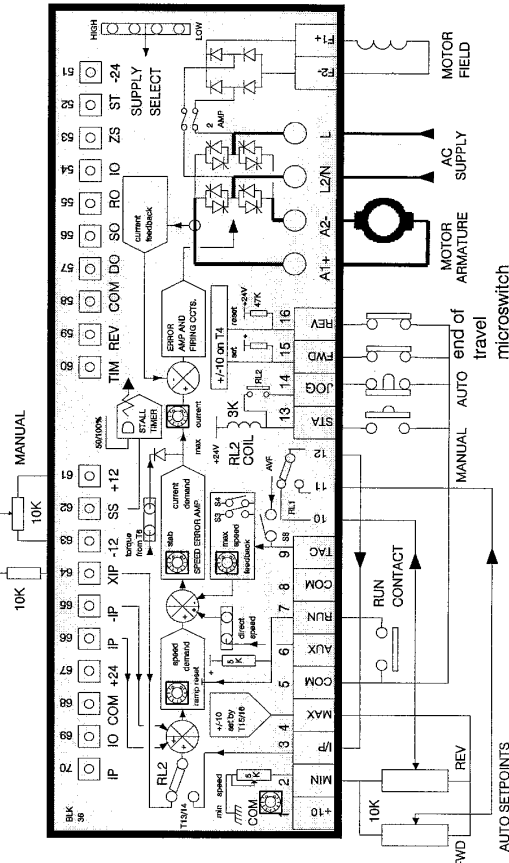 HIGH
LOW
SUPPLY
SELECT
51 -24
52 ST
53 ZS
54 IO
55 RO
56 SO
57 DO
58 COM
59 REV
60 TIM
61 +12
62 SS
63 -12
64 XIP
65 -IP
66 IP
67 +24
68 COM
69 IO
70 IP
BLK
36
MANUAL
10K
10K
50/100%
STALL
TIMER
torque
from T6
current
feedback
2
AMP
ERROR
AMP AND
FIRING CCTS.
max
current
current
demand
stab
SPEED ERROR AMP
S3
S4
max
speed
feedback
direct
speed
speed
demand
ramp reset
5
K
+/-10
set by
T15/16
min
speed
5
K
COM
RL2
T13/14
S8
AVF
RL1
+24V
RL2
COIL
3K
RL2
+/-10 on T4
set
reset
+24V
47K
+10
1
MIN
2
I/P
3
MAX
4
COM
5
AUX
6
RUN
7
COM
8
TAC
9
10
11
12
STA
13
JOG
14
FWD
15
REV
16
A1+
A2-
L2/N
L
F2-
F1+
MOTOR
FIELD
AC
SUPPLY
MOTOR
ARMATURE
end of
travel
microswitch
AUTO
MANUAL
RUN
CONTACT
10K
REV
FWD
AUTO SETPOINTS